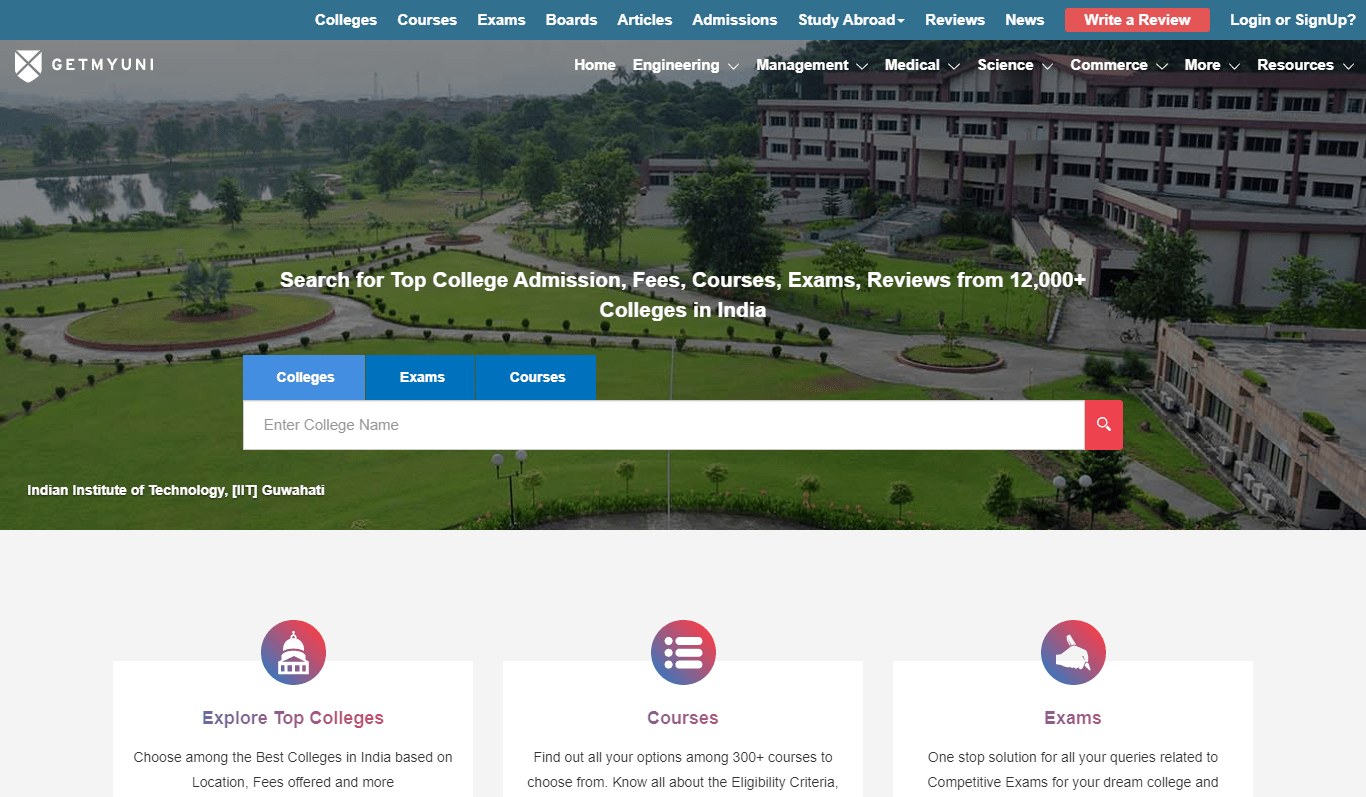 Colleges Courses Exams Boards Articles Admissions Study Abroad Reviews News Write a Review Login or SignUp?
GETMYUNI
Home Engineering Management Medical Science Commerce More Resources
Search for Top College Admission, Fees, Courses, Exams, Reviews from 12,000+
Colleges in India
Colleges Exams Courses
Enter College Name
Indian Institute of Technology, [IIT] Guwahati
Explore Top Colleges
Choose among the Best Colleges in India based on
Location, Fees offered and more
Courses
Find out all your options among 300+ courses to
choose from. Know all about the Eligibility Criteria,
Exams
One stop solution for all your queries related to
Competitive Exams for your dream college and